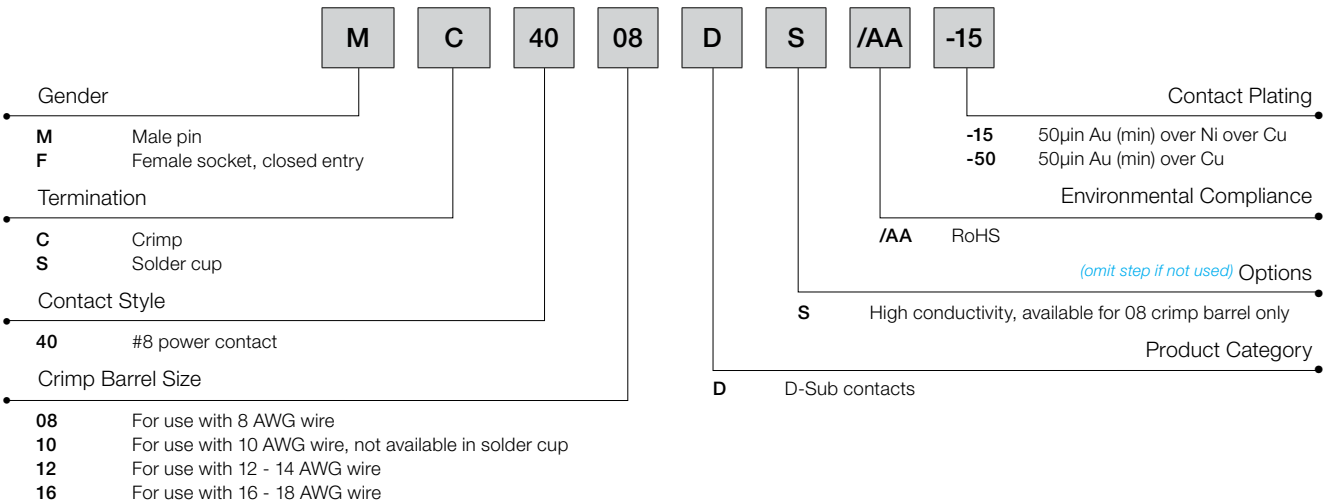 M C 40 08 D S /AA -15
Gender
M Male pin
F Female socket, closed entry
Termination
C Crimp
S Solder cup
Contact Style
40 #8 power contact
Crimp Barrel Size
08 For use with 8 AWG wire
10 For use with 10 AWG wire, not available in solder cup
12 For use with 12 - 14 AWG wire
16 For use with 16 - 18 AWG wire
Contact Plating
-15 50µin Au (min) over Ni over Cu
-50 50µin Au (min) over Cu
Environmental Compliance
/AA RoHS
(omit step if not used) Options
S High conductivity, available for 08 crimp barrel only
Product Category
D D-Sub contacts